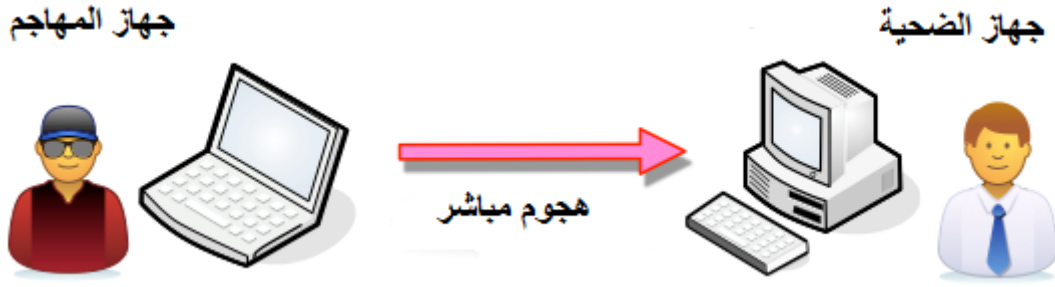 جهاز الضحية
جهاز المهاجم
هجوم مباشر